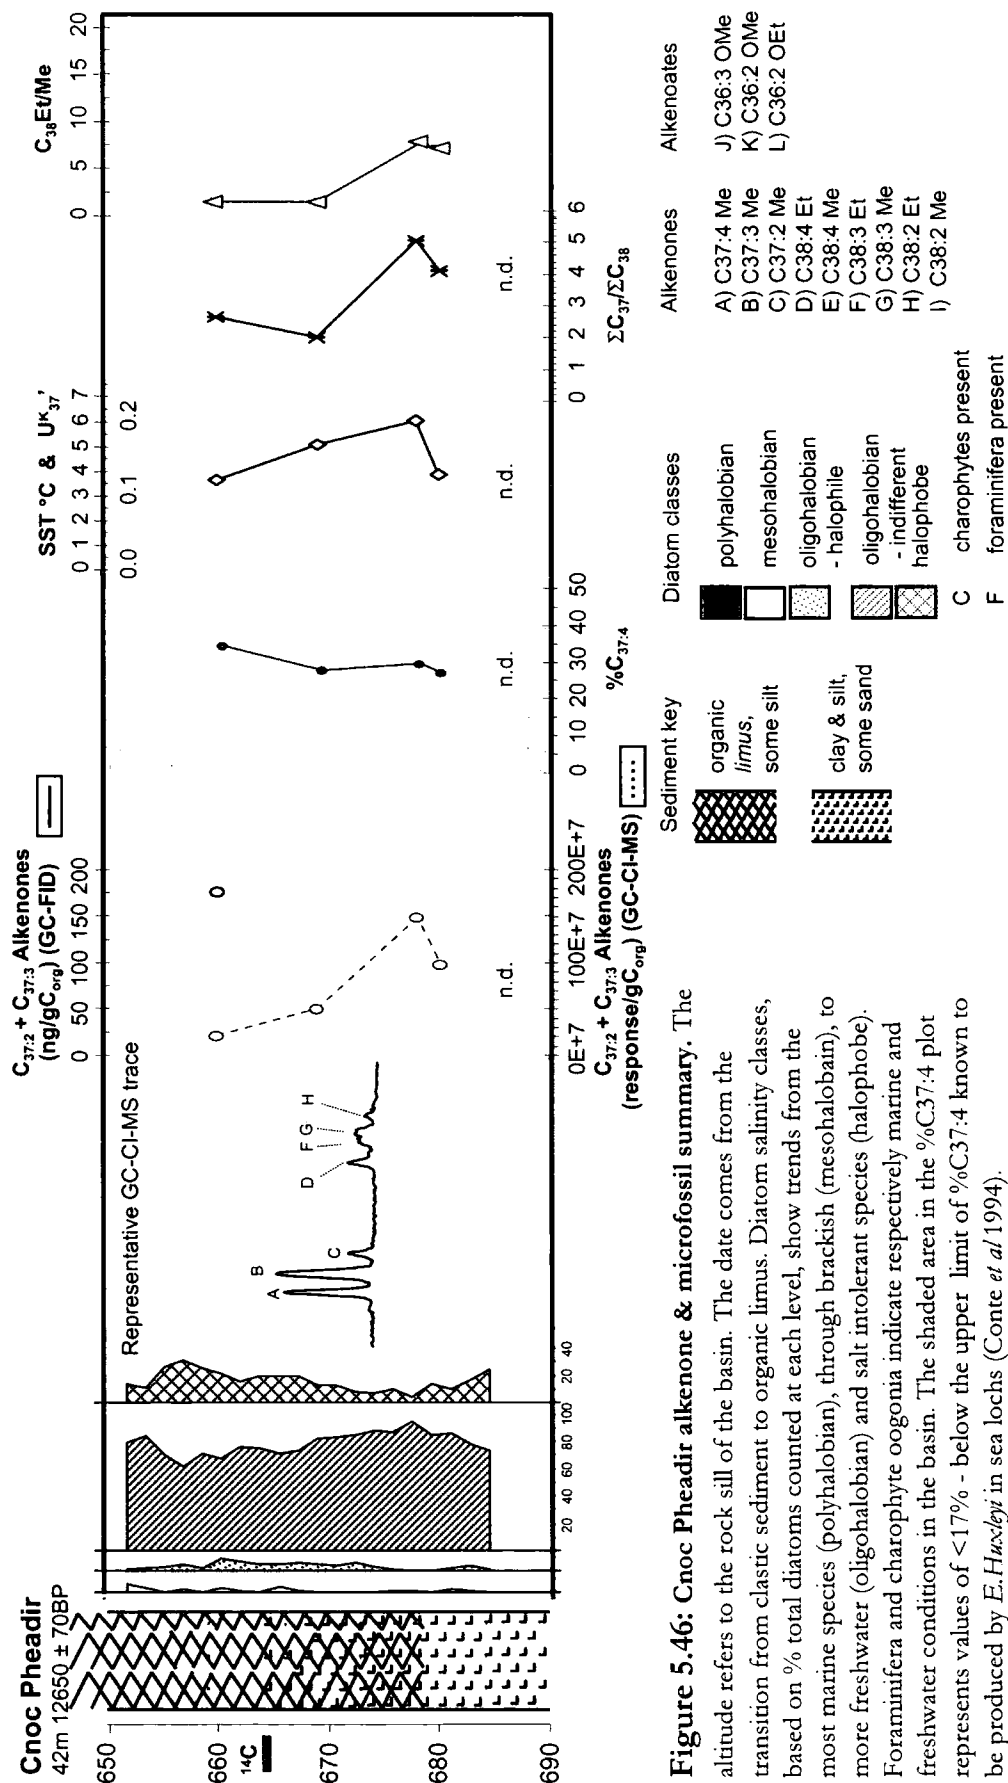 Cnoc Pheadir
42m 12650 ± 70BP
650
660
670
680
690
¹⁴C
20
40
60
80
100
20
40
Representative GC-CI-MS trace
A
B
C
D
F
G
H
C₃₇:₂ + C₃₇:₃ Alkenones
(ng/gCorg) (GC-FID)
0 50 100 150 200
n.d.
0E+7 100E+7 200E+7
C₃₇:₂ + C₃₇:₃ Alkenones
(response/gCorg) (GC-CI-MS)
n.d.
0 10 20 30 40 50
%C₃₇:₄
SST °C & Uᴷ₃₇'
0 1 2 3 4 5 6 7
0.0 0.1 0.2
n.d.
n.d.
0 1 2 3 4 5 6
ΣC₃₇/ΣC₃₈
C₃₈Et/Me
0 5 10 15 20
Sediment key
organic
limus,
some silt
clay & silt,
some sand
Diatom classes
polyhalobian
mesohalobian
oligohalobian
- halophile
oligohalobian
- indifferent
halophobe
C charophytes present
F foraminifera present
Alkenones
A) C37:4 Me
B) C37:3 Me
C) C37:2 Me
D) C38:4 Et
E) C38:4 Me
F) C38:3 Et
G) C38:3 Me
H) C38:2 Et
I) C38:2 Me
Alkenoates
J) C36:3 OMe
K) C36:2 OMe
L) C36:2 OEt
Figure 5.46: Cnoc Pheadir alkenone & microfossil summary. The
altitude refers to the rock sill of the basin. The date comes from the
transition from clastic sediment to organic limus. Diatom salinity classes,
based on % total diatoms counted at each level, show trends from the
most marine species (polyhalobian), through brackish (mesohalobain), to
more freshwater (oligohalobian) and salt intolerant species (halophobe).
Foraminifera and charophyte oogonia indicate respectively marine and
freshwater conditions in the basin. The shaded area in the %C37:4 plot
represents values of <17% - below the upper limit of %C37:4 known to
be produced by E.Huxleyi in sea lochs (Conte et al 1994).